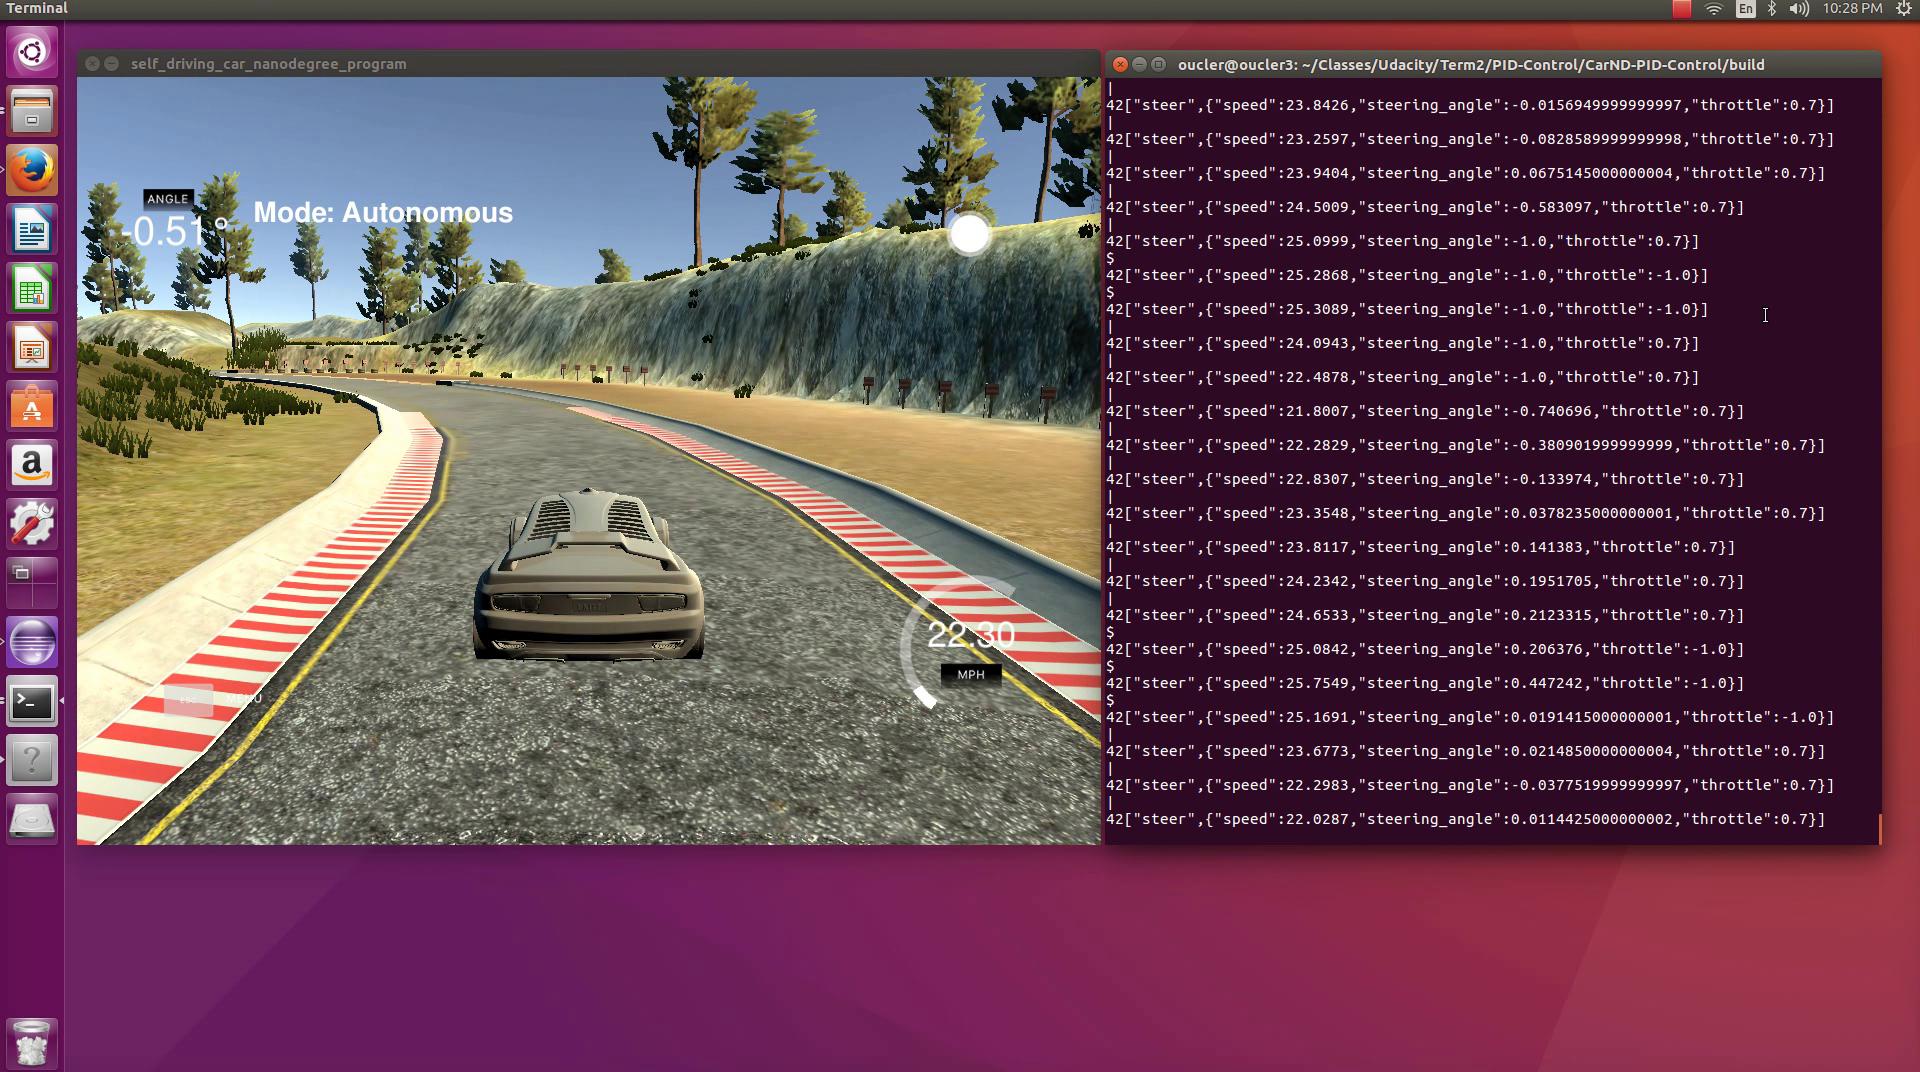 Terminal
En
10:28 PM
self_driving_car_nanodegree_program
ANGLE
-0.51°
Mode: Autonomous
22.30
MPH
ESC
MENU
oucler@oucler3: ~/Classes/Udacity/Term2/PID-Control/CarND-PID-Control/build
|
42["steer",{"speed":23.8426,"steering_angle":-0.0156949999999997,"throttle":0.7}]
|
42["steer",{"speed":23.2597,"steering_angle":-0.0828589999999998,"throttle":0.7}]
|
42["steer",{"speed":23.9404,"steering_angle":0.0675145000000004,"throttle":0.7}]
|
42["steer",{"speed":24.5009,"steering_angle":-0.583097,"throttle":0.7}]
|
42["steer",{"speed":25.0999,"steering_angle":-1.0,"throttle":0.7}]
$
42["steer",{"speed":25.2868,"steering_angle":-1.0,"throttle":-1.0}]
$
42["steer",{"speed":25.3089,"steering_angle":-1.0,"throttle":-1.0}]
|
42["steer",{"speed":24.0943,"steering_angle":-1.0,"throttle":0.7}]
|
42["steer",{"speed":22.4878,"steering_angle":-1.0,"throttle":0.7}]
|
42["steer",{"speed":21.8007,"steering_angle":-0.740696,"throttle":0.7}]
|
42["steer",{"speed":22.2829,"steering_angle":-0.380901999999999,"throttle":0.7}]
|
42["steer",{"speed":22.8307,"steering_angle":-0.133974,"throttle":0.7}]
|
42["steer",{"speed":23.3548,"steering_angle":0.0378235000000001,"throttle":0.7}]
|
42["steer",{"speed":23.8117,"steering_angle":0.141383,"throttle":0.7}]
|
42["steer",{"speed":24.2342,"steering_angle":0.1951705,"throttle":0.7}]
|
42["steer",{"speed":24.6533,"steering_angle":0.2123315,"throttle":0.7}]
$
42["steer",{"speed":25.0842,"steering_angle":0.206376,"throttle":-1.0}]
$
42["steer",{"speed":25.7549,"steering_angle":0.447242,"throttle":-1.0}]
$
42["steer",{"speed":25.1691,"steering_angle":0.0191415000000001,"throttle":-1.0}]
|
42["steer",{"speed":23.6773,"steering_angle":0.0214850000000004,"throttle":0.7}]
|
42["steer",{"speed":22.2983,"steering_angle":-0.0377519999999997,"throttle":0.7}]
|
42["steer",{"speed":22.0287,"steering_angle":0.0114425000000002,"throttle":0.7}]